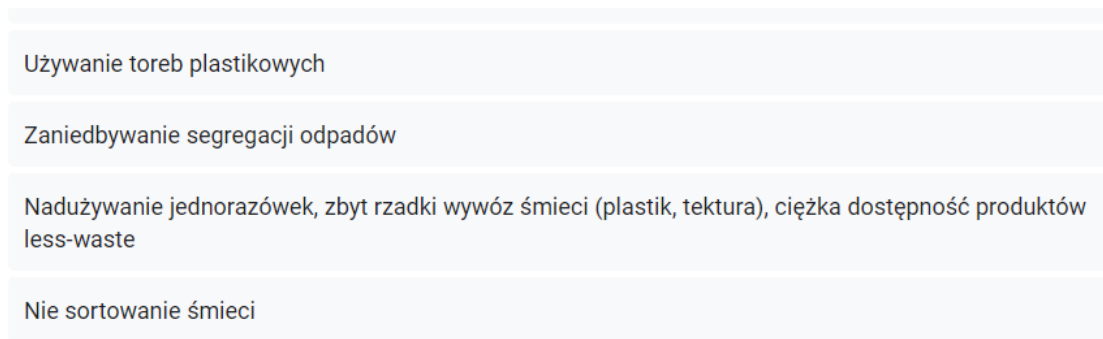 Używanie toreb plastikowych
Zaniedbywanie segregacji odpadów
Nadużywanie jednorazówek, zbyt rzadki wywóz śmieci (plastik, tektura), ciężka dostępność produktów
less-waste
Nie sortowanie śmieci